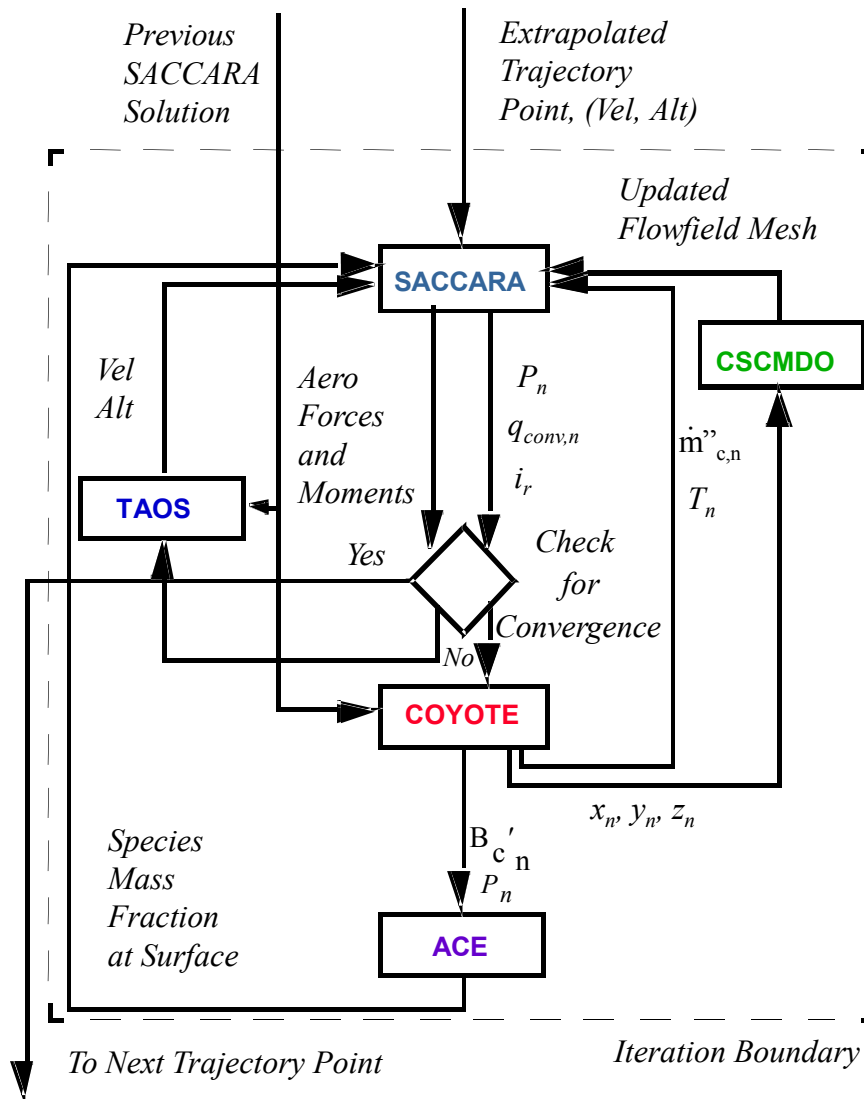 Previous
SACCARA
Solution
Extrapolated
Trajectory
Point, (Vel, Alt)
Updated
Flowfield Mesh
SACCARA
CSCMDO
Vel
Alt
Aero
Forces
and
Moments
P_n
q_{conv,n}
i_r
ṁ”_{c,n}
T_n
TAOS
Yes
Check
for
Convergence
No
COYOTE
x_n, y_n, z_n
B_c′_n
P_n
Species
Mass
Fraction
at Surface
ACE
To Next Trajectory Point
Iteration Boundary